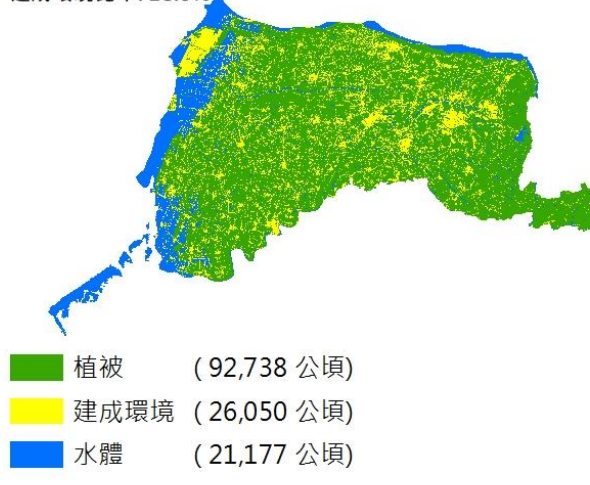 植被 ( 92,738 公頃)
建成環境 ( 26,050 公頃)
水體 ( 21,177 公頃)